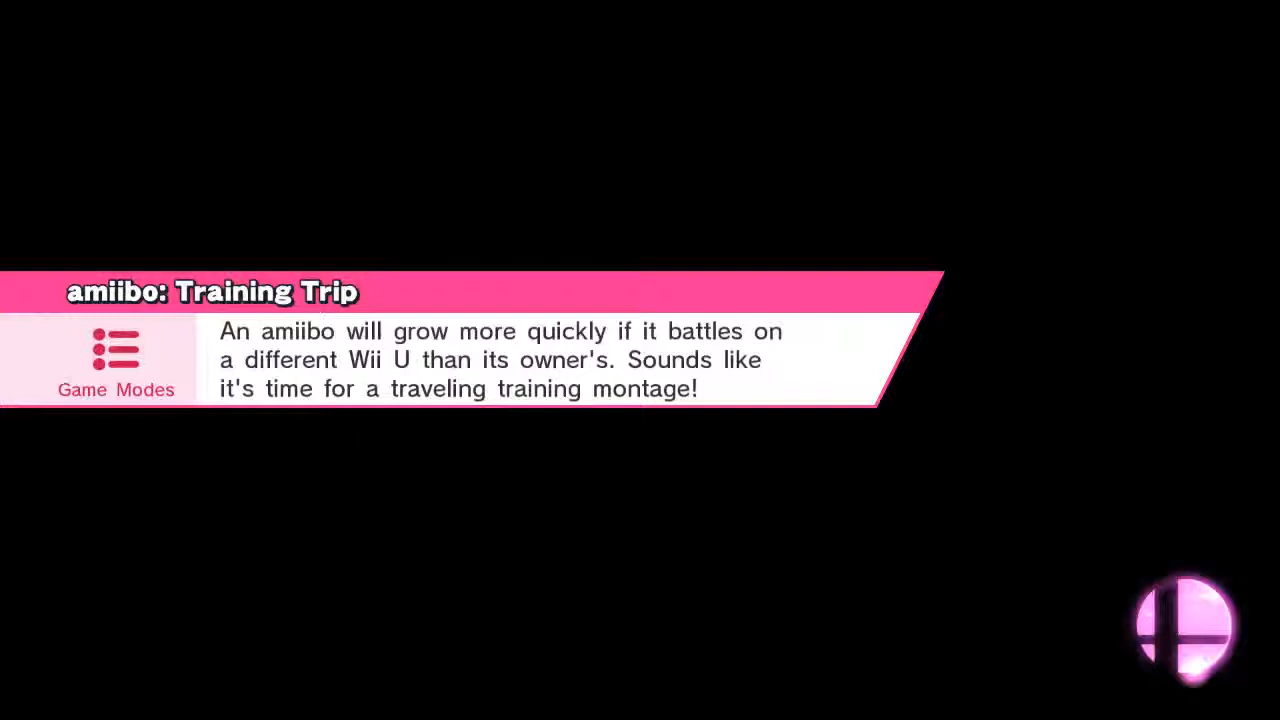 amiibo: Training Trip
An amiibo will grow more quickly if it battles on
a different Wii U than its owner's. Sounds like
it's time for a traveling training montage!
Game Modes